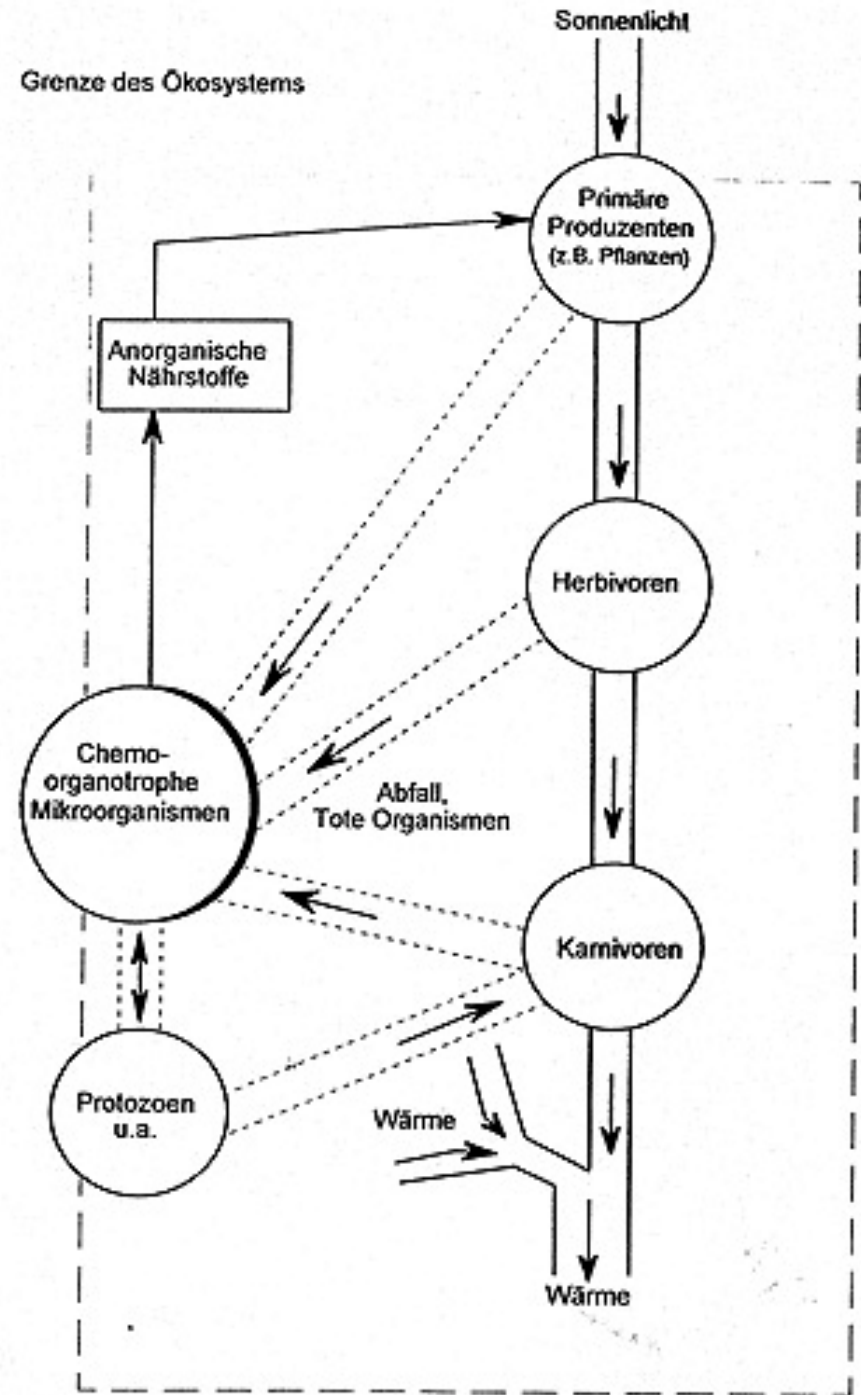 Sonnenlicht
Grenze des Ökosystems
Primäre
Produzenten
(z.B. Pflanzen)
Anorganische
Nährstoffe
Herbivoren
Chemo-
organotrophe
Mikroorganismen
Abfall,
Tote Organismen
Karnivoren
Protozoen
u.a.
Wärme
Wärme